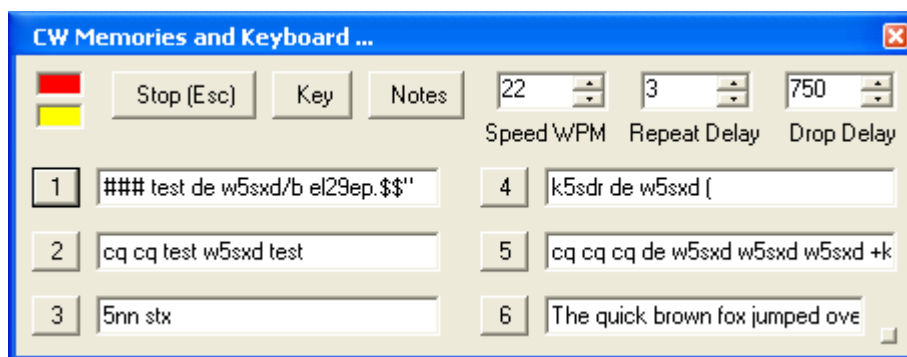 CW Memories and Keyboard ...
Stop (Esc) Key Notes 22 3 750
Speed WPM Repeat Delay Drop Delay
1 ### test de w5sxd/b el29ep.$$" 4 k5sdr de w5sxd (
2 cq cq test w5sxd test 5 cq cq cq de w5sxd w5sxd w5sxd +k
3 5nn stx 6 The quick brown fox jumped ove